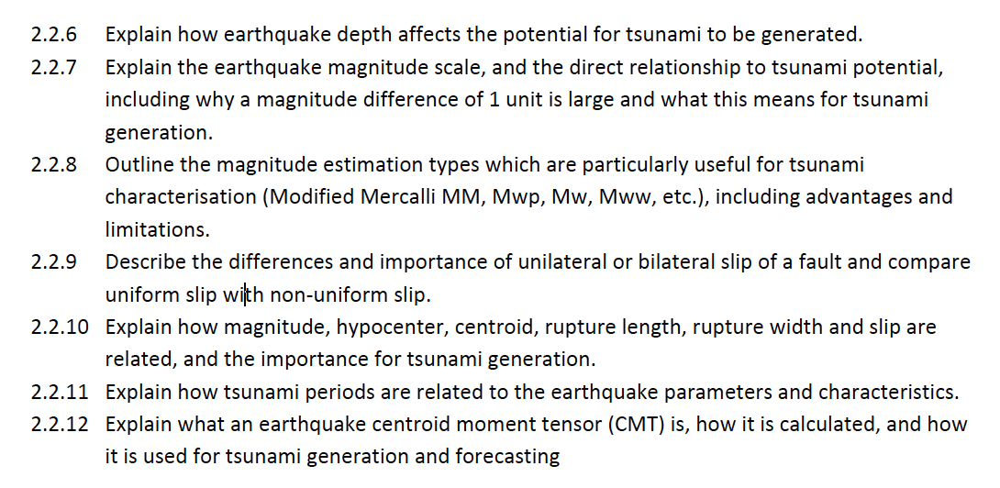 2.2.6 Explain how earthquake depth affects the potential for tsunami to be generated.
2.2.7 Explain the earthquake magnitude scale, and the direct relationship to tsunami potential,
including why a magnitude difference of 1 unit is large and what this means for tsunami
generation.
2.2.8 Outline the magnitude estimation types which are particularly useful for tsunami
characterisation (Modified Mercalli MM, Mwp, Mw, Mww, etc.), including advantages and
limitations.
2.2.9 Describe the differences and importance of unilateral or bilateral slip of a fault and compare
uniform slip with non-uniform slip.
2.2.10 Explain how magnitude, hypocenter, centroid, rupture length, rupture width and slip are
related, and the importance for tsunami generation.
2.2.11 Explain how tsunami periods are related to the earthquake parameters and characteristics.
2.2.12 Explain what an earthquake centroid moment tensor (CMT) is, how it is calculated, and how
it is used for tsunami generation and forecasting